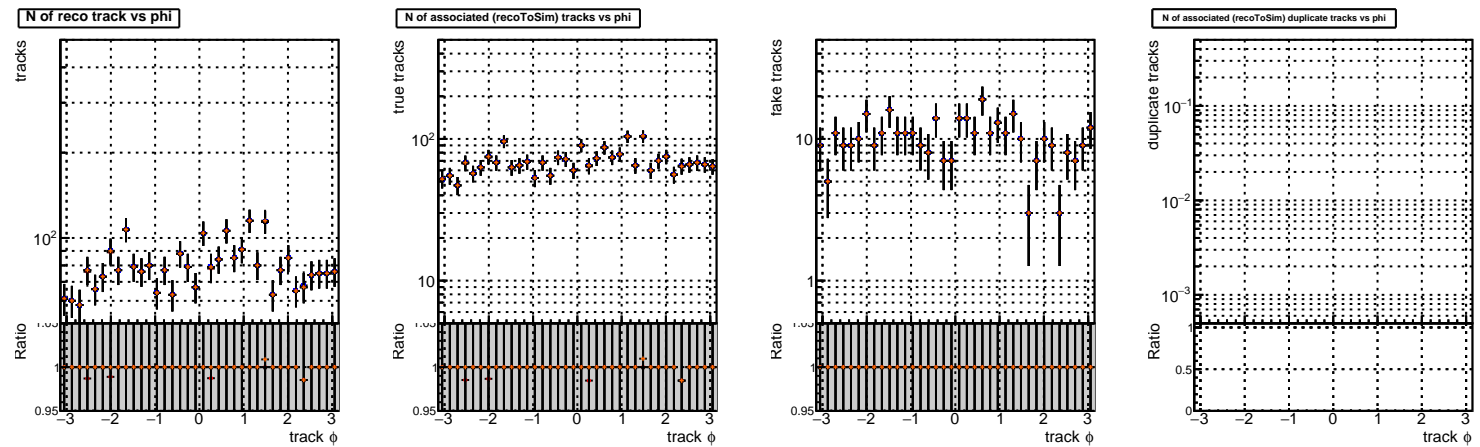 N of reco track vs phi
tracks
10²
Ratio
1.05
1
0.95
−3 −2 −1 0 1 2 3
track ϕ
N of associated (recoToSim) tracks vs phi
true tracks
10²
10
Ratio
1.05
1
0.95
−3 −2 −1 0 1 2 3
track ϕ
fake tracks
10
1
Ratio
1.05
1
0.95
−3 −2 −1 0 1 2 3
track ϕ
N of associated (recoToSim) duplicate tracks vs phi
duplicate tracks
10⁻¹
10⁻²
10⁻³
Ratio
1
0.5
0
−3 −2 −1 0 1 2 3
track ϕ